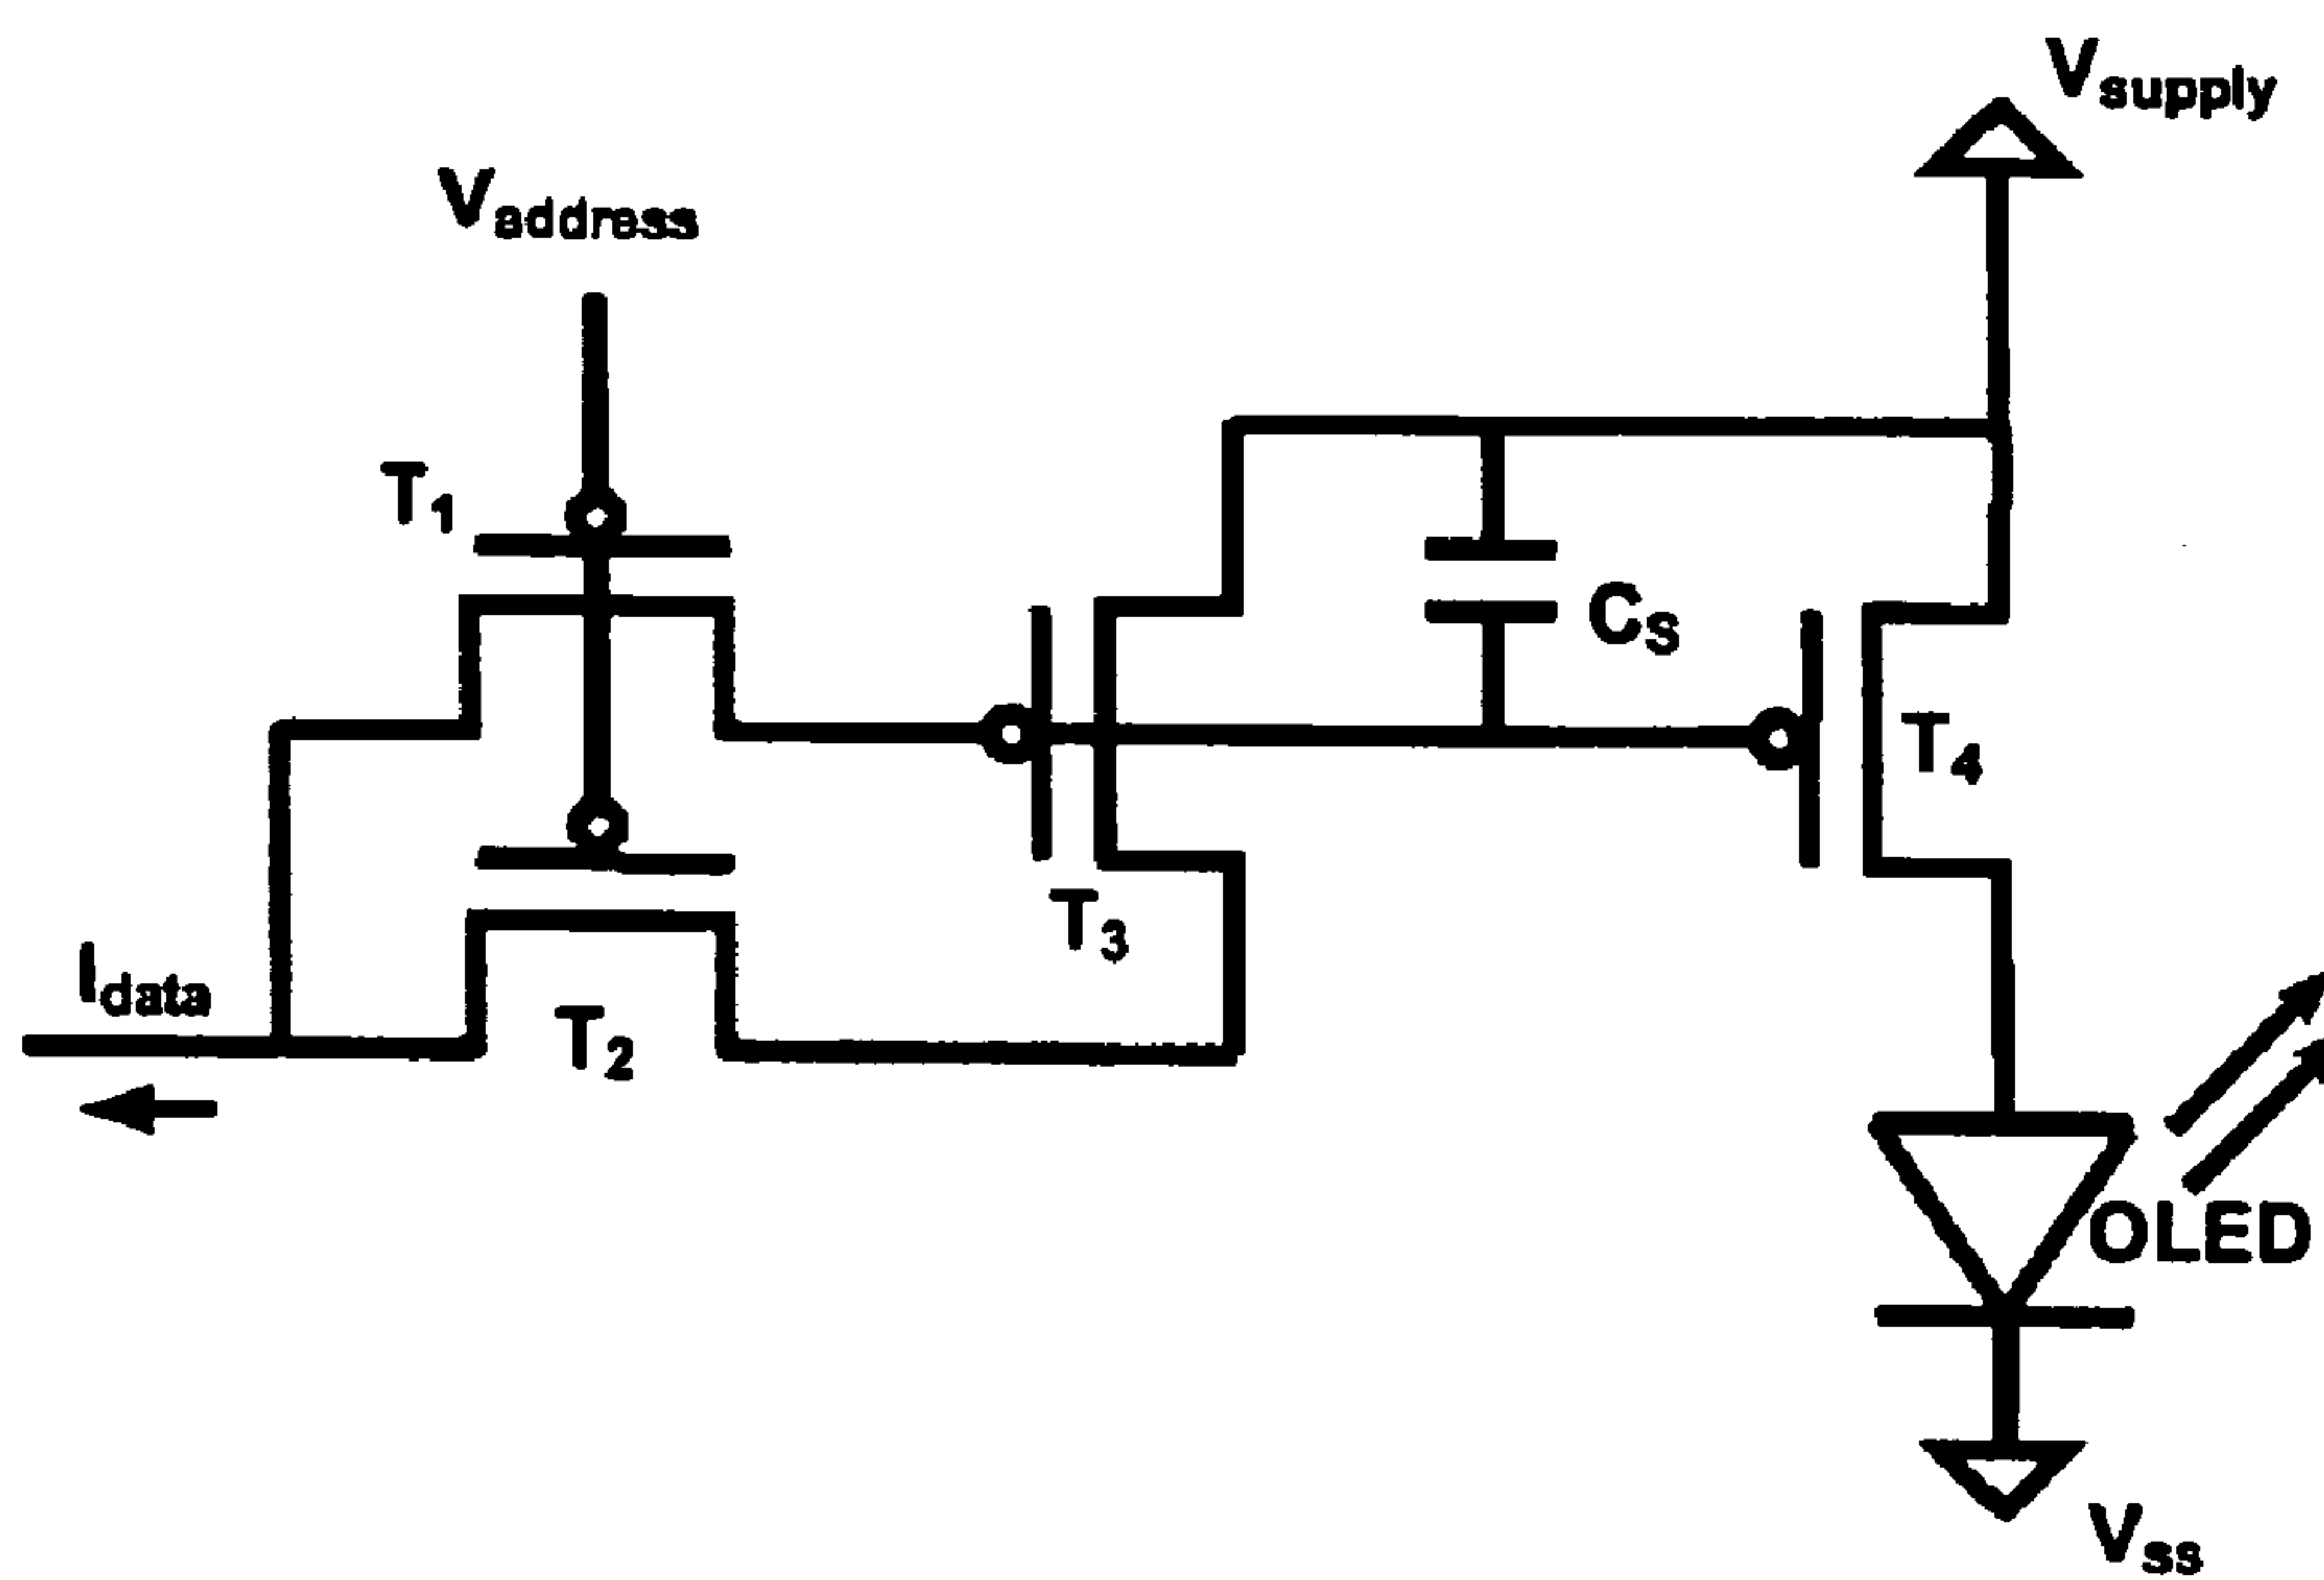 Vsupply
Vaddress
T1
Cs
T4
T3
Idata
T2
OLED
Vss